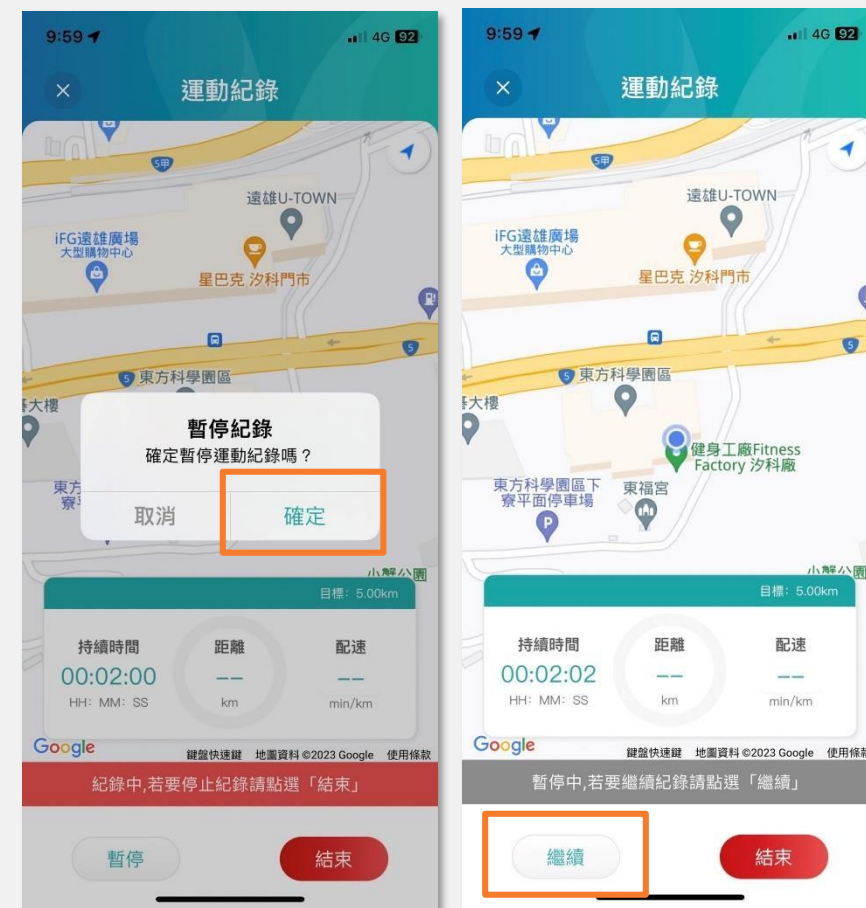 9:59
4G 92
運動紀錄
5甲
遠雄U-TOWN
iFG遠雄廣場
大型購物中心
星巴克 汐科門市
5
5 東方科學園區
大樓
暫停紀錄
確定暫停運動紀錄嗎？
取消
確定
東方
寮
小解公園
目標: 5.00km
持續時間
距離
配速
00:02:00
--
--
HH: MM: SS
km
min/km
Google
鍵盤快速鍵 地圖資料 ©2023 Google 使用條款
紀錄中,若要停止紀錄請點選「結束」
暫停
結束
9:59
4G 92
運動紀錄
5甲
遠雄U-TOWN
iFG遠雄廣場
大型購物中心
星巴克 汐科門市
5
5 東方科學園區
大樓
健身工廠Fitness
Factory 汐科廠
東方科學園區下
寮平面停車場
東福宮
P
小解公園
目標: 5.00km
持續時間
距離
配速
00:02:02
--
--
HH: MM: SS
km
min/km
Google
鍵盤快速鍵 地圖資料 ©2023 Google 使用條款
暫停中,若要繼續紀錄請點選「繼續」
繼續
結束